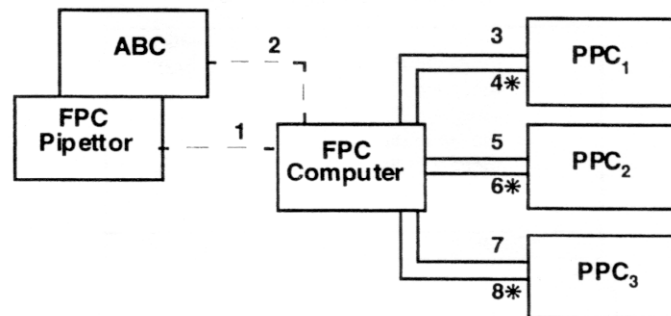 ABC
2
3
PPC₁
4*
FPC
Pipettor
1
FPC
Computer
5
PPC₂
6*
7
PPC₃
8*